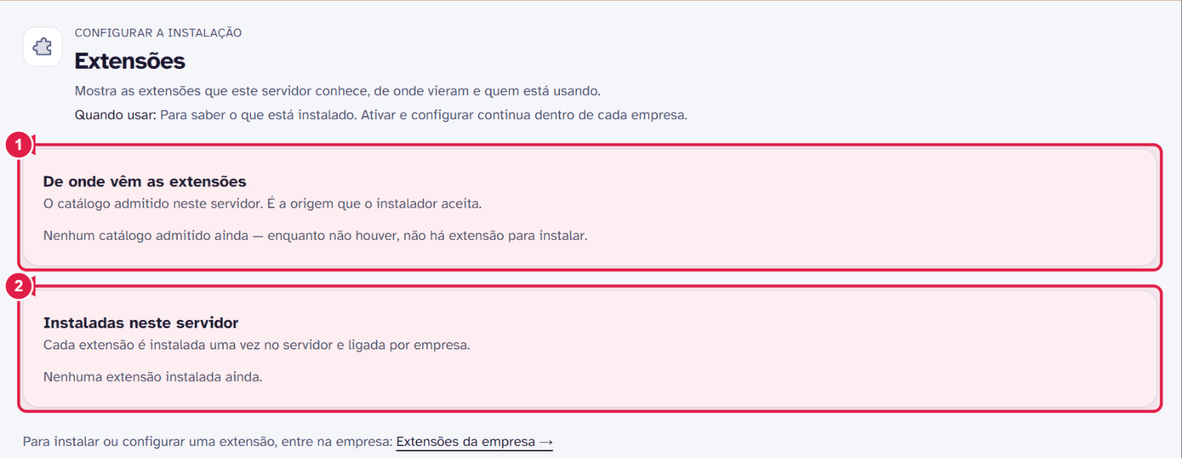 CONFIGURAR A INSTALAÇÃO
Extensões
Mostra as extensões que este servidor conhece, de onde vieram e quem está usando.
Quando usar: Para saber o que está instalado. Ativar e configurar continua dentro de cada empresa.
1
De onde vêm as extensões
O catálogo admitido neste servidor. É a origem que o instalador aceita.
Nenhum catálogo admitido ainda — enquanto não houver, não há extensão para instalar.
2
Instaladas neste servidor
Cada extensão é instalada uma vez no servidor e ligada por empresa.
Nenhuma extensão instalada ainda.
Para instalar ou configurar uma extensão, entre na empresa: Extensões da empresa →